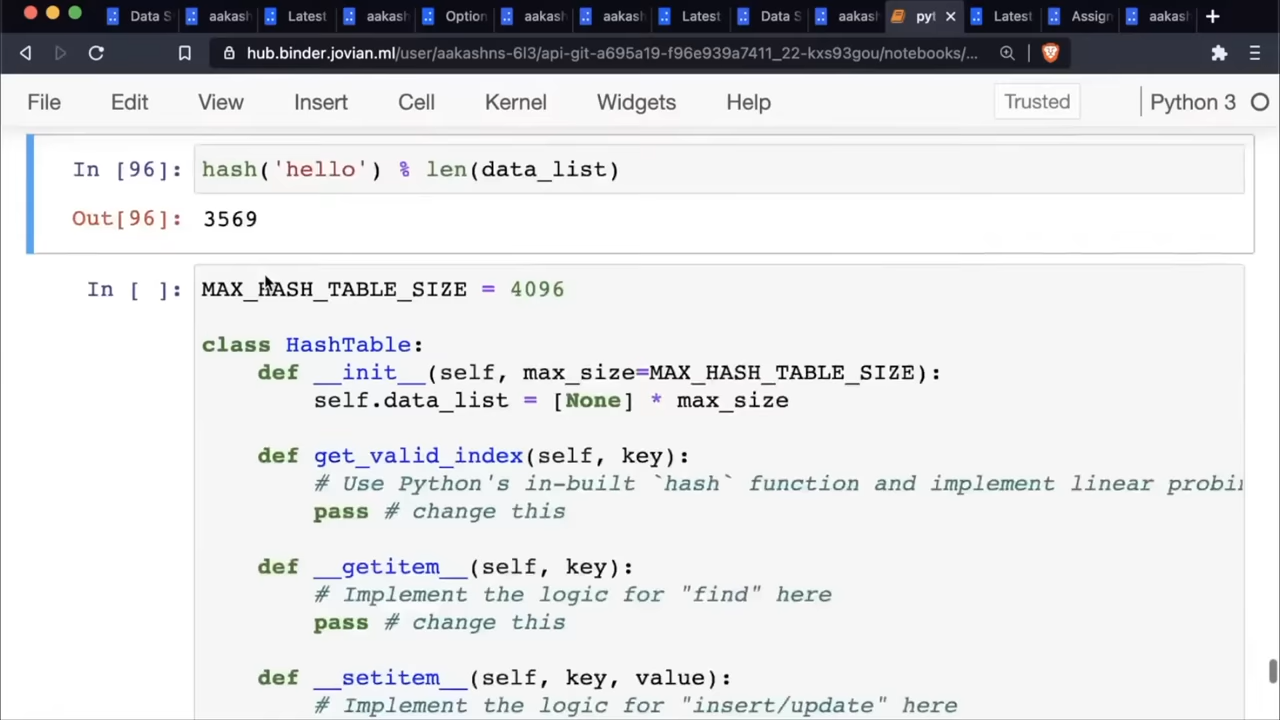 Data S
aakash
Latest
aakas
Option
aakash
aakash
Latest
Data S
aakash
pyt
Latest
Assign
aakash
hub.binder.jovian.ml/user/aakashns-6l3/api-git-a695a19-f96e939a7411_22-kxs93gou/notebooks/...
File Edit View Insert Cell Kernel Widgets Help Trusted Python 3
In [96]: hash('hello') % len(data_list)
Out[96]: 3569
In [ ]: MAX_HASH_TABLE_SIZE = 4096
class HashTable:
def __init__(self, max_size=MAX_HASH_TABLE_SIZE):
self.data_list = [None] * max_size
def get_valid_index(self, key):
# Use Python's in-built `hash` function and implement linear probi
pass # change this
def __getitem__(self, key):
# Implement the logic for "find" here
pass # change this
def __setitem__(self, key, value):
# Implement the logic for "insert/update" here